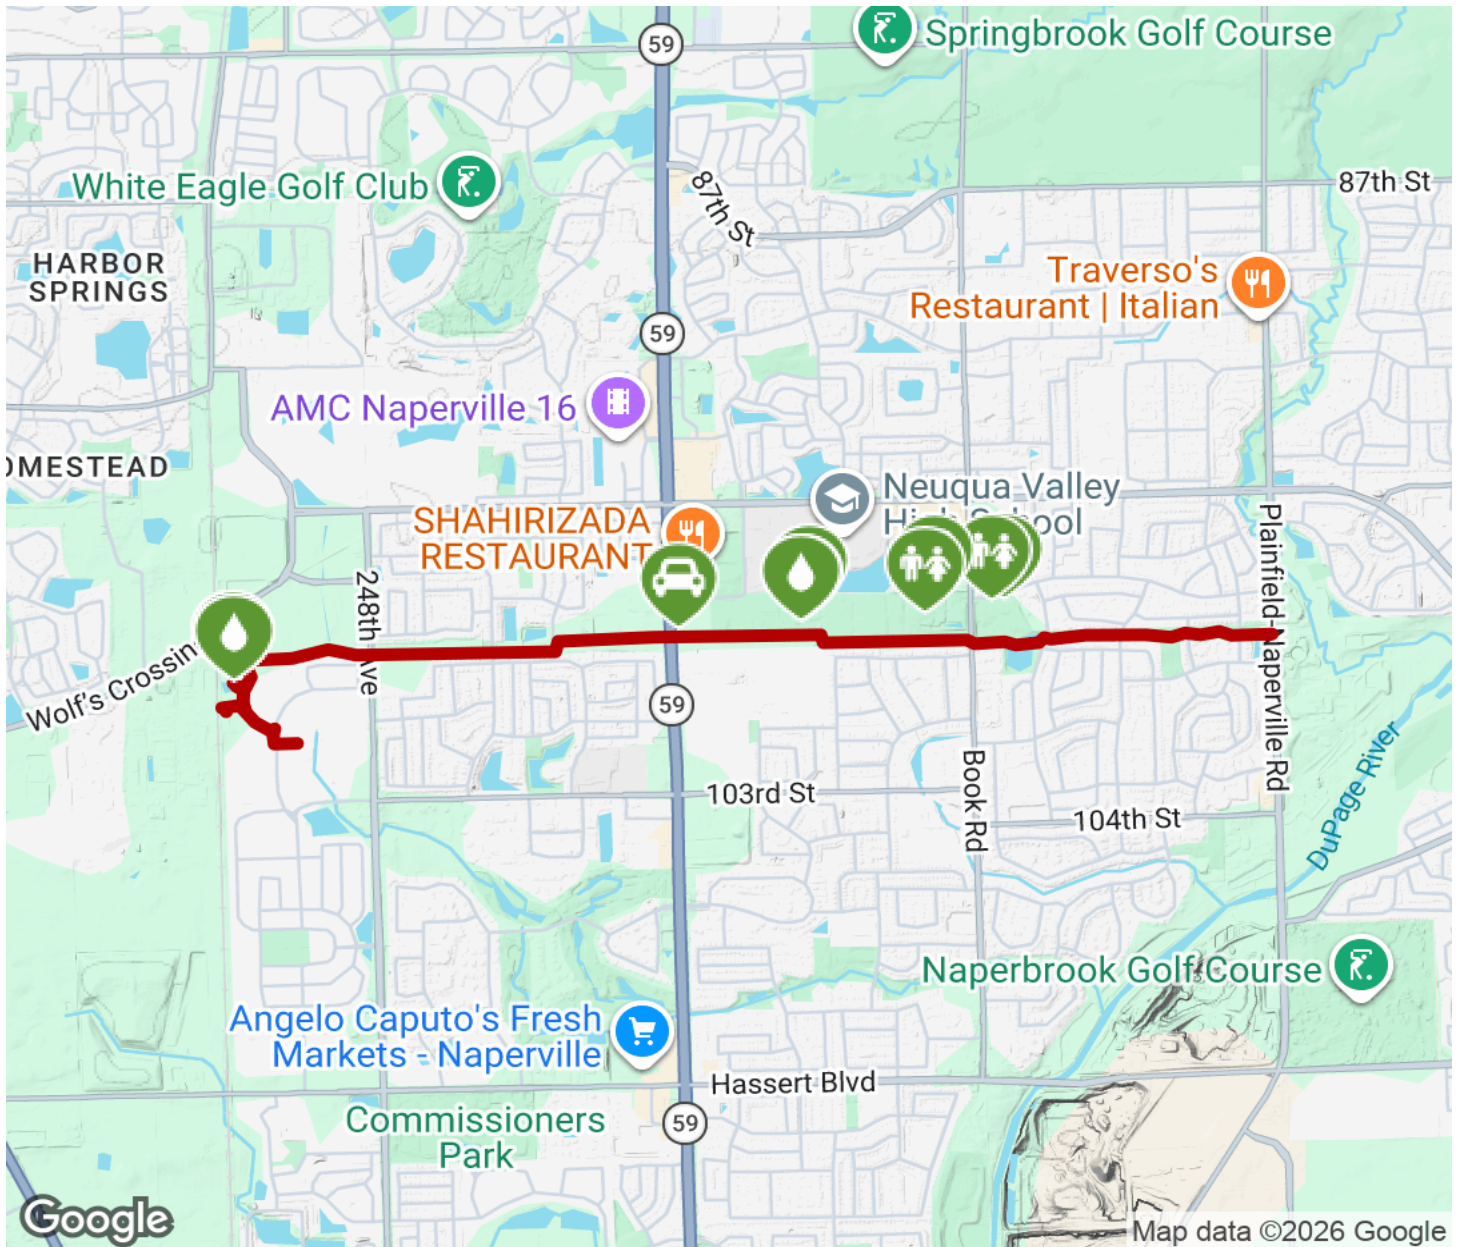 59
Springbrook Golf Course
White Eagle Golf Club
87th St
87th St
HARBOR
SPRINGS
Traverso's
Restaurant | Italian
59
AMC Naperville 16
OMESTEAD
Neuqua Valley
High School
SHAHIRIZADA
RESTAURANT
Plainfield-Naperville Rd
248th Ave
Wolf's Crossin
59
DuPage River
Book Rd
103rd St
104th St
Naperbrook Golf Course
Angelo Caputo's Fresh
Markets - Naperville
Hassert Blvd
Commissioners
Park
59
Google
Map data ©2026 Google